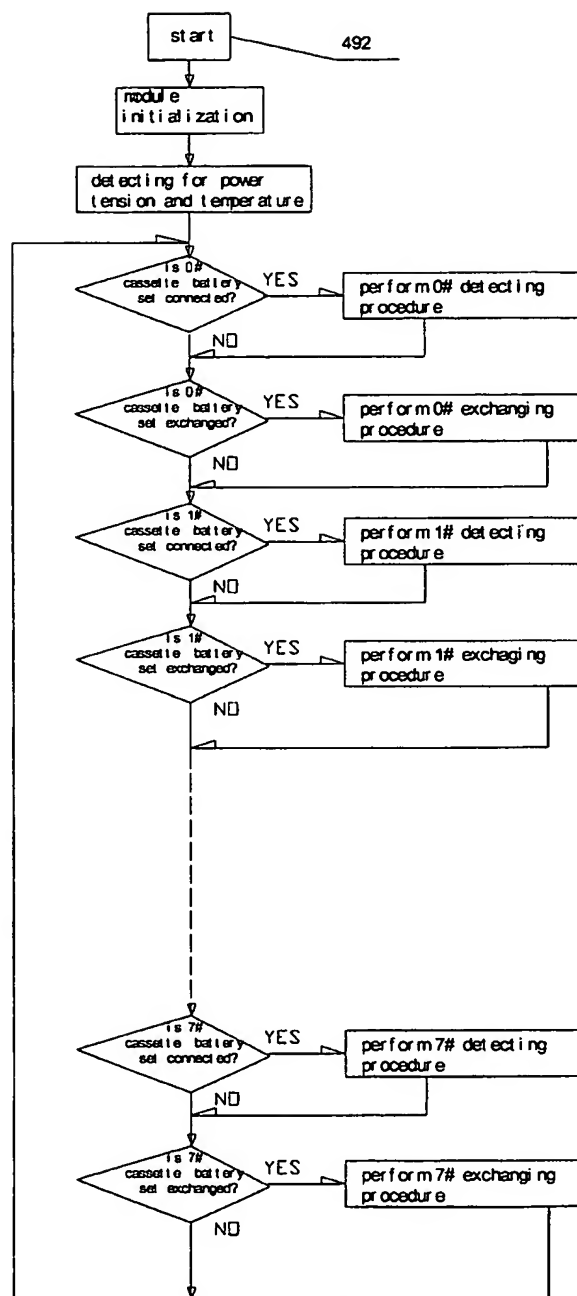 start
492
module
initialization
detecting for power
tension and temperature
Is 0#
cassette battery
set connected?
YES
perform 0# detecting
procedure
NO
Is 0#
cassette battery
set exchanged?
YES
perform 0# exchanging
procedure
NO
Is 1#
cassette battery
set connected?
YES
perform 1# detecting
procedure
NO
Is 1#
cassette battery
set exchanged?
YES
perform 1# exchaging
procedure
NO
Is 7#
cassette battery
set connected?
YES
perform 7# detecting
procedure
NO
Is 7#
cassette battery
set exchanged?
YES
perform 7# exchanging
procedure
NO